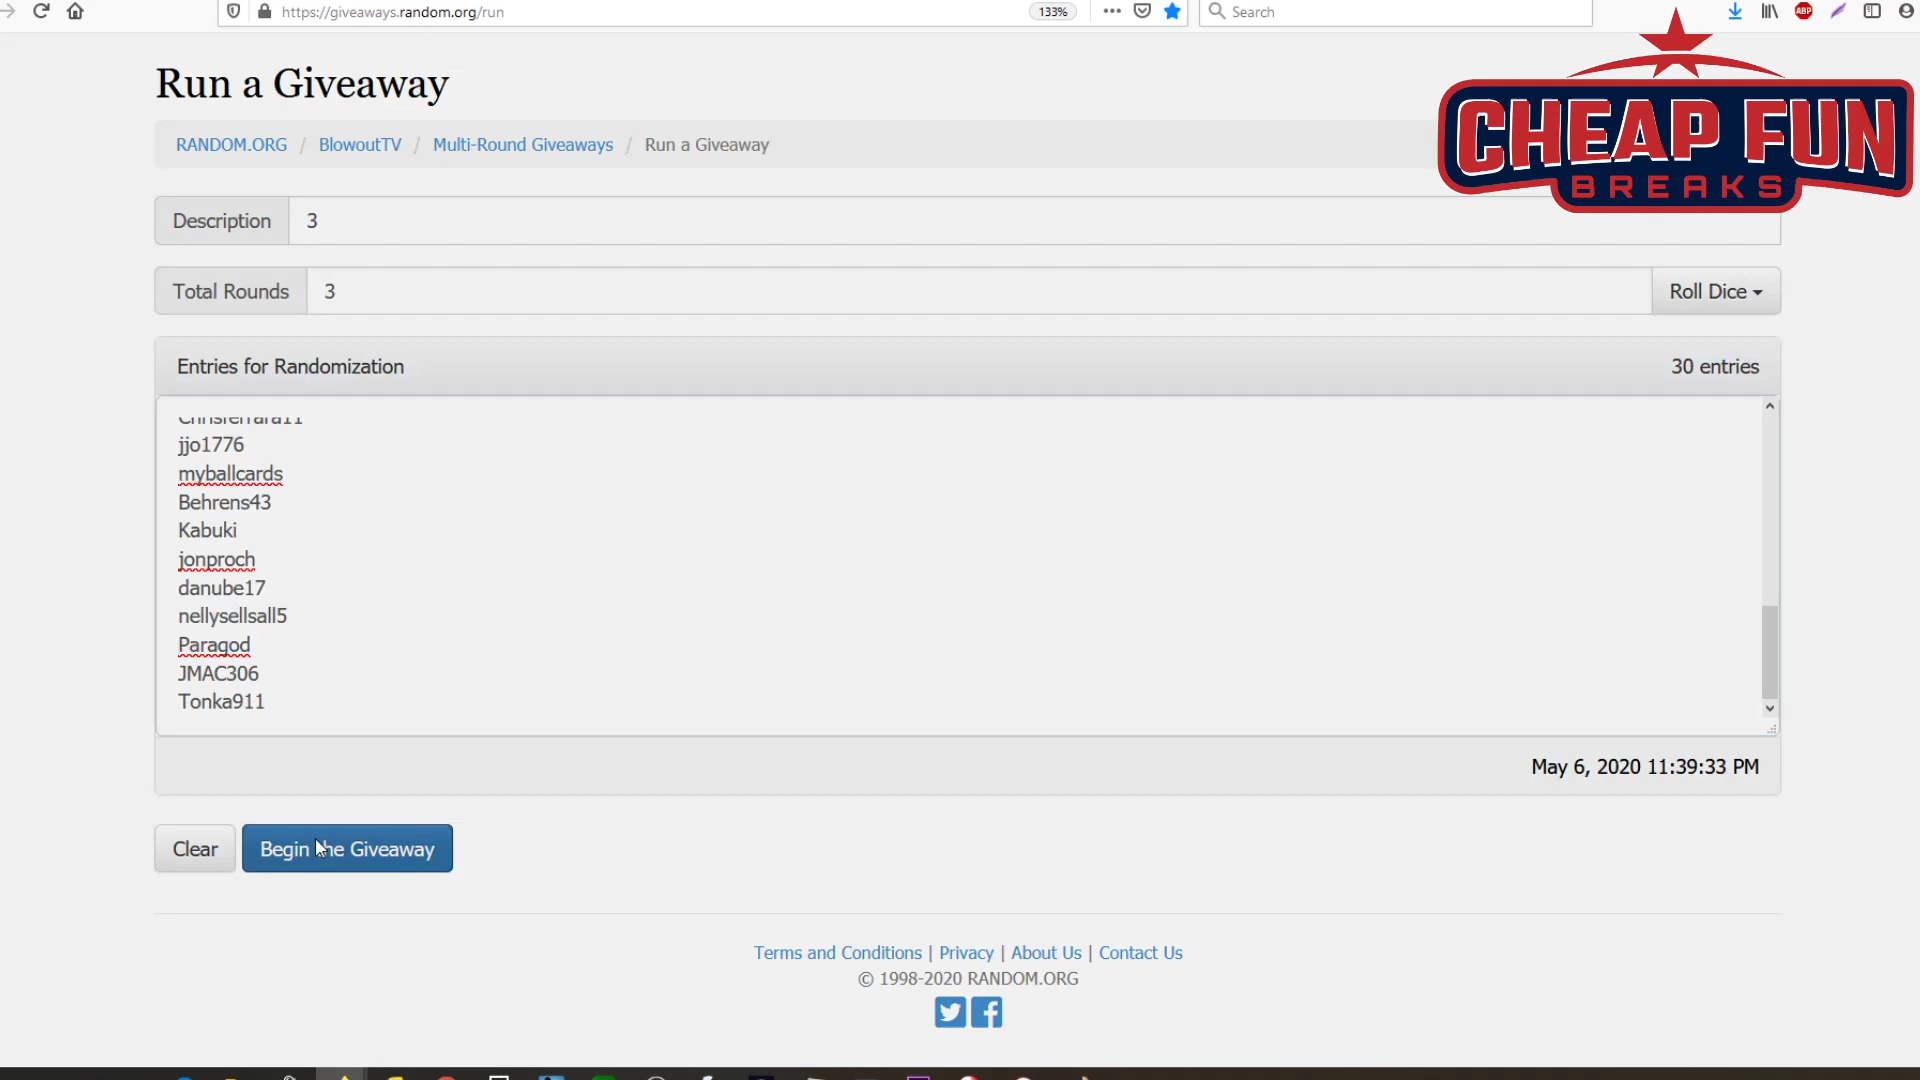 https://giveaways.random.org/run
133%
Search
ABP
Run a Giveaway
CHEAP FUN
BREAKS
RANDOM.ORG / BlowoutTV / Multi-Round Giveaways / Run a Giveaway
Description 3
Total Rounds 3 Roll Dice
Entries for Randomization 30 entries
Chrisferrara11
jjo1776
myballcards
Behrens43
Kabuki
jonproch
danube17
nellysellsall5
Paragod
JMAC306
Tonka911
May 6, 2020 11:39:33 PM
Clear Begin the Giveaway
Terms and Conditions | Privacy | About Us | Contact Us
© 1998-2020 RANDOM.ORG